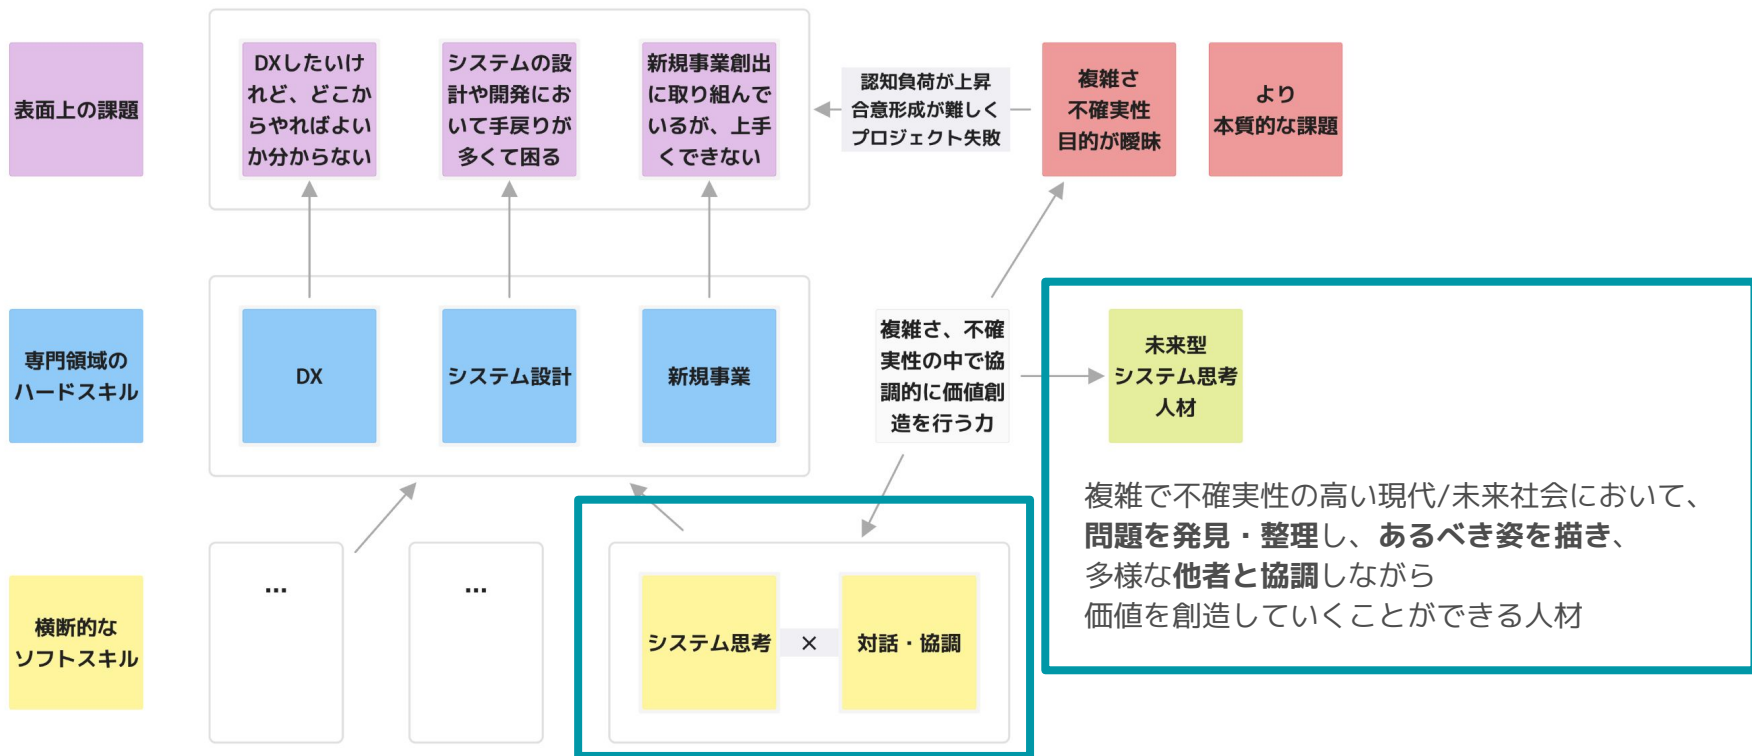 表面上の課題
DXしたいけ
れど、どこか
らやればよい
か分からない
システムの設
計や開発にお
いて手戻りが
多くて困る
新規事業創出
に取り組んで
いるが、上手
くできない
認知負荷が上昇
合意形成が難しく
プロジェクト失敗
複雑さ
不確実性
目的が曖昧
より
本質的な課題
専門領域の
ハードスキル
DX
システム設計
新規事業
複雑さ、不確
実性の中で協
調的に価値創
造を行う力
未来型
システム思考
人材
複雑で不確実性の高い現代/未来社会において、
問題を発見・整理し、あるべき姿を描き、
多様な他者と協調しながら
価値を創造していくことができる人材
横断的な
ソフトスキル
...
...
システム思考
×
対話・協調